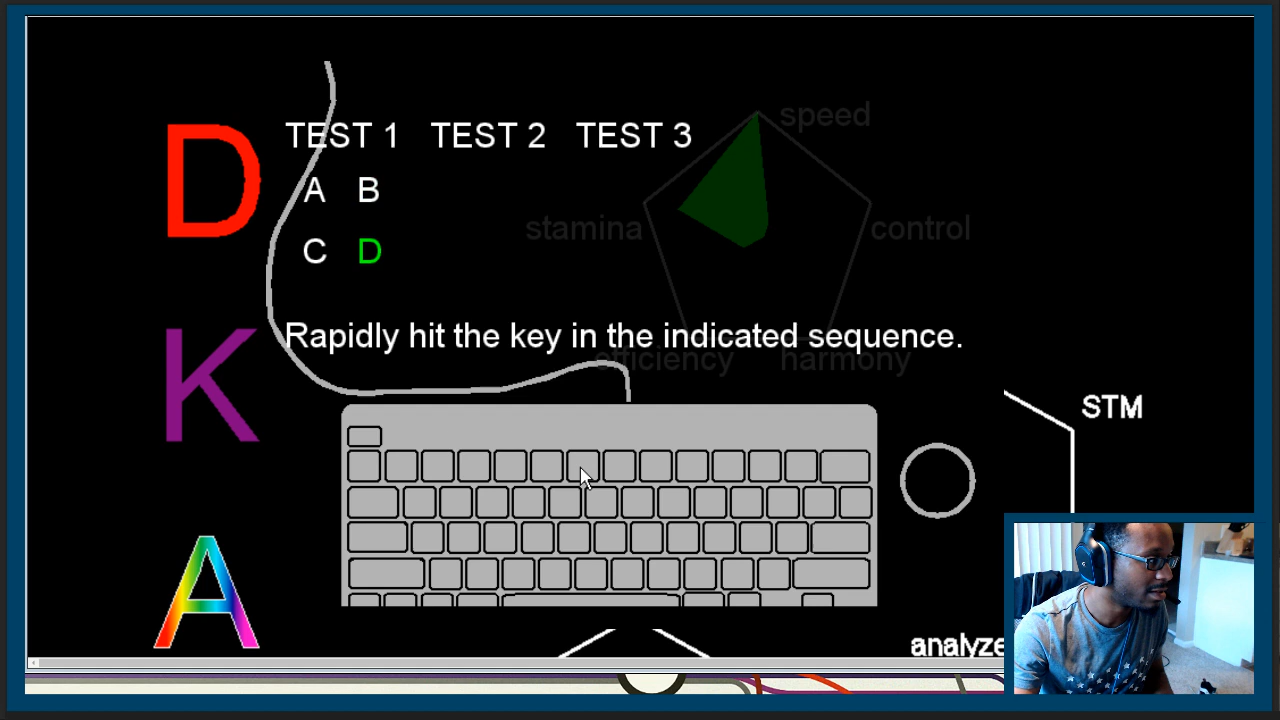 speed
D
TEST 1 TEST 2 TEST 3
A B
stamina
control
C D
K
Rapidly hit the key in the indicated sequence.
efficiency harmony
STM
A
analyze